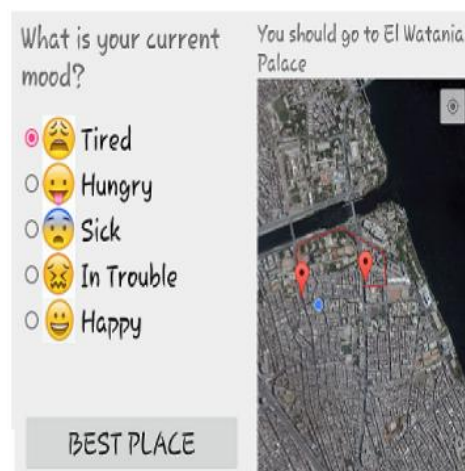 What is your current
mood?
Tired
Hungry
Sick
In Trouble
Happy
BEST PLACE
You should go to El Watania
Palace